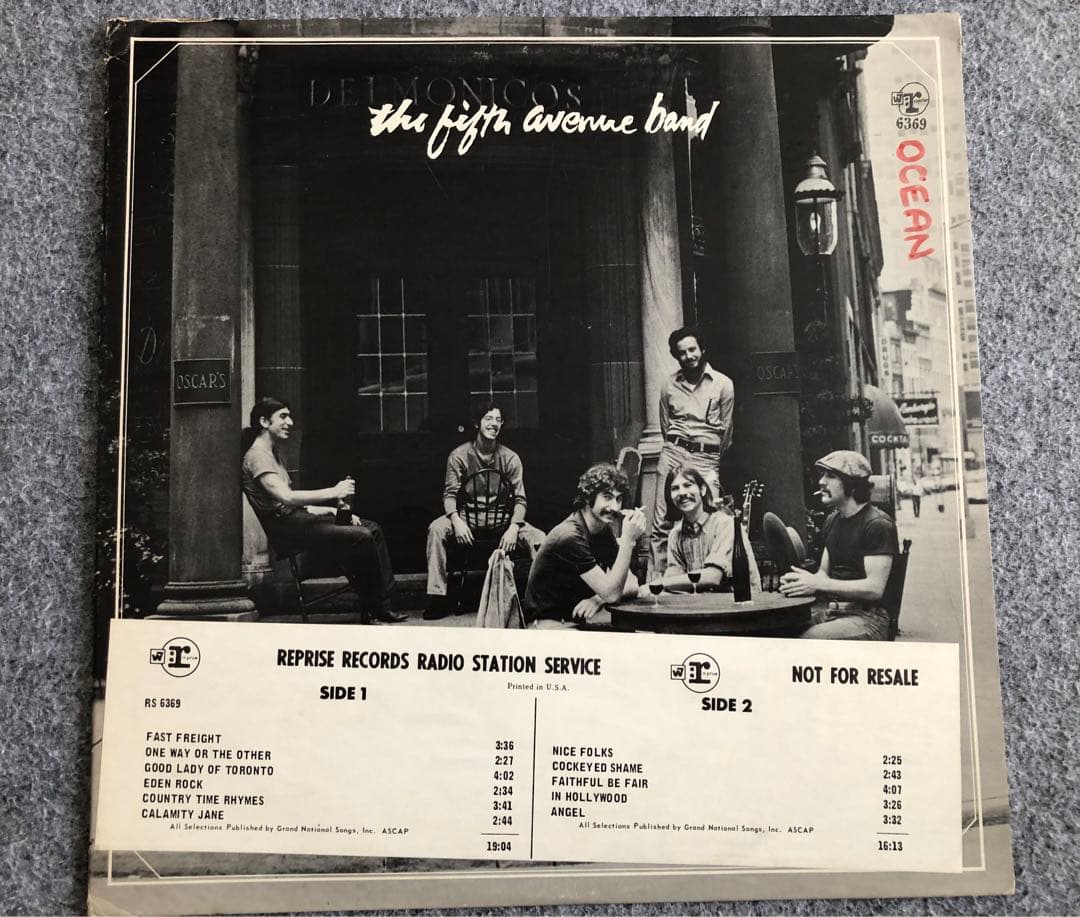 DELMONICO'S
the fifth avenue band
W
r
6369
OCEAN
OSCAR'S
OSCA
DRUGS
COCKTA
W r reprise
REPRISE RECORDS RADIO STATION SERVICE
Printed in U.S.A.
W r reprise
NOT FOR RESALE
RS 6369
SIDE 1
FAST FREIGHT 3:36
ONE WAY OR THE OTHER 2:27
GOOD LADY OF TORONTO 4:02
EDEN ROCK 2:34
COUNTRY TIME RHYMES 3:41
CALAMITY JANE 2:44
All Selections Published by Grand National Songs, Inc. ASCAP
19:04
SIDE 2
NICE FOLKS 2:25
COCKEYED SHAME 2:43
FAITHFUL BE FAIR 4:07
IN HOLLYWOOD 3:26
ANGEL 3:32
All Selections Published by Grand National Songs, Inc. ASCAP
16:13